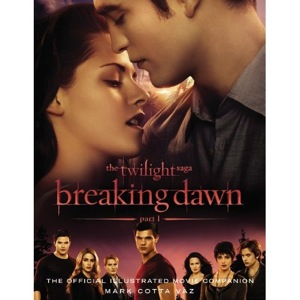 the twilight saga
breaking dawn
part 1
THE OFFICIAL ILLUSTRATED MOVIE COMPANION
MARK COTTA VAZ